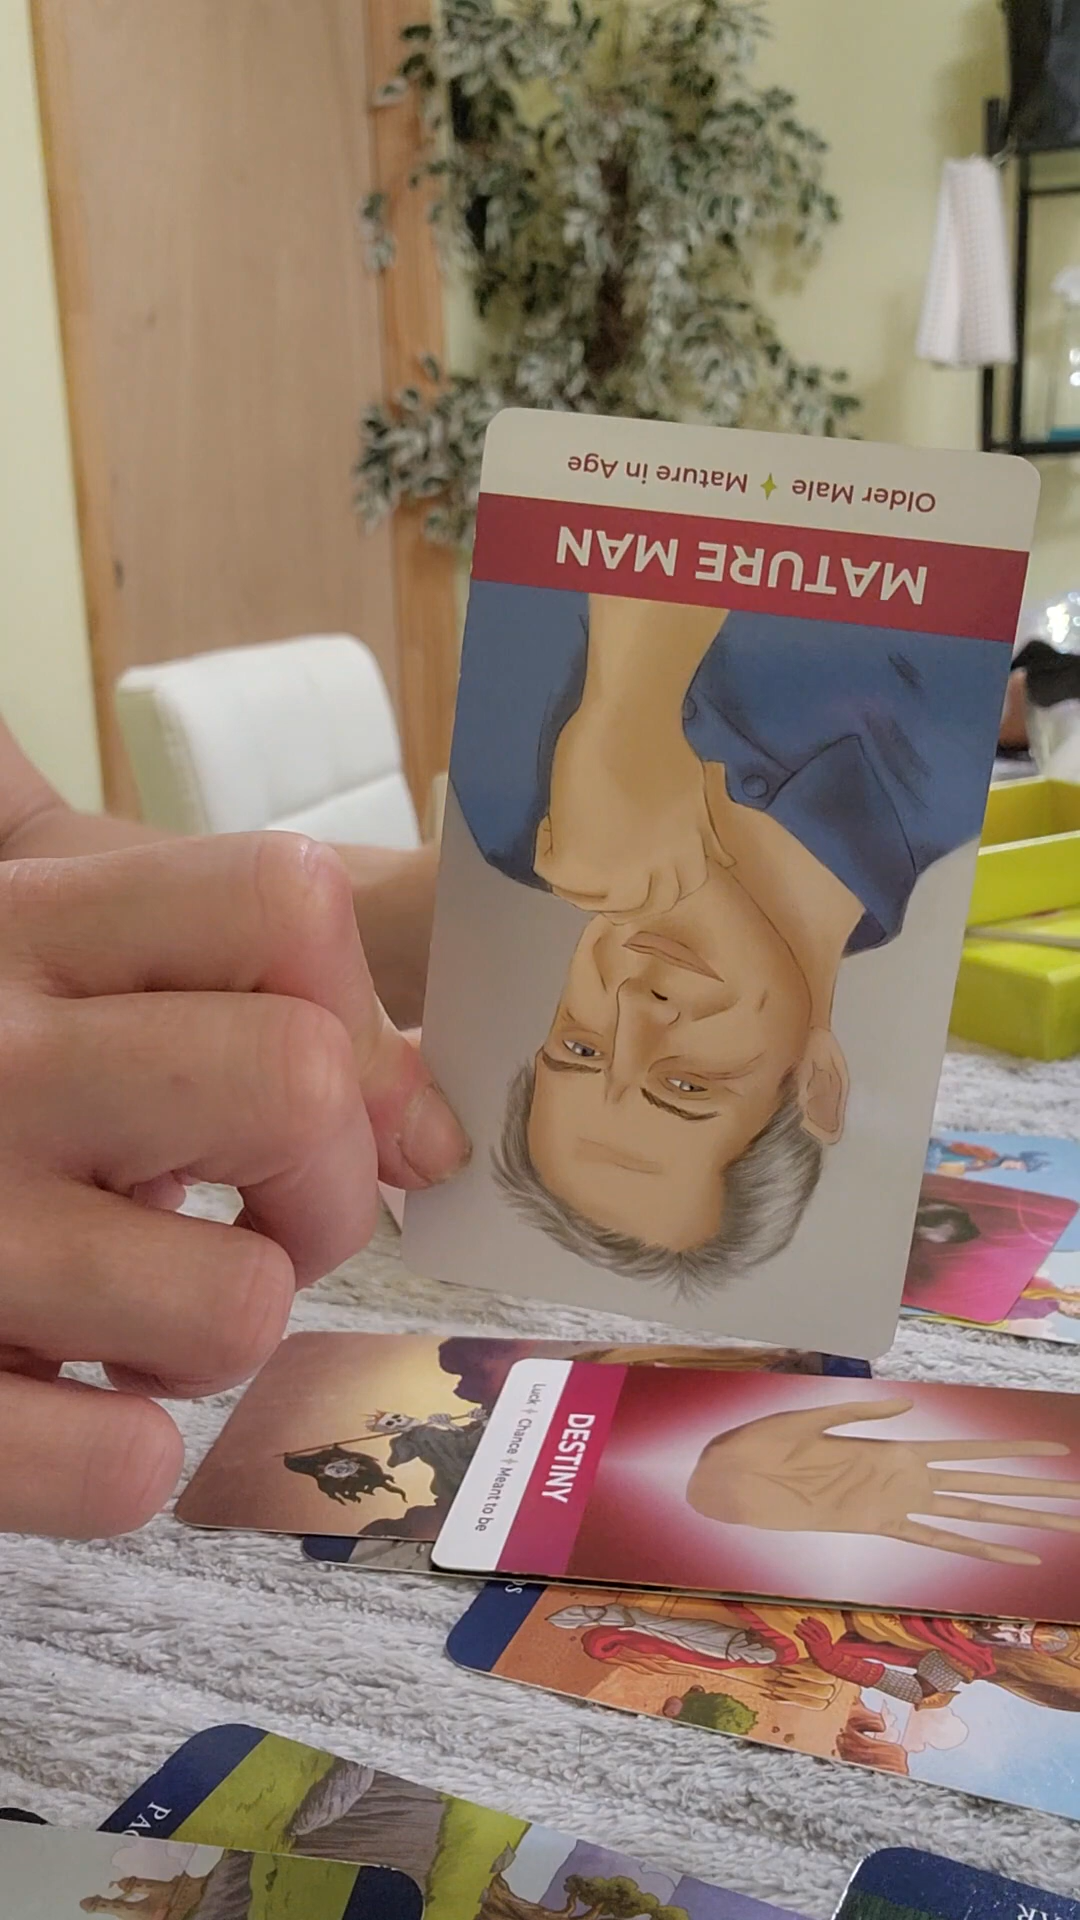 Older Male ✦ Mature in Age
MATURE MAN
DESTINY
Luck ✦ Chance ✦ Meant to be